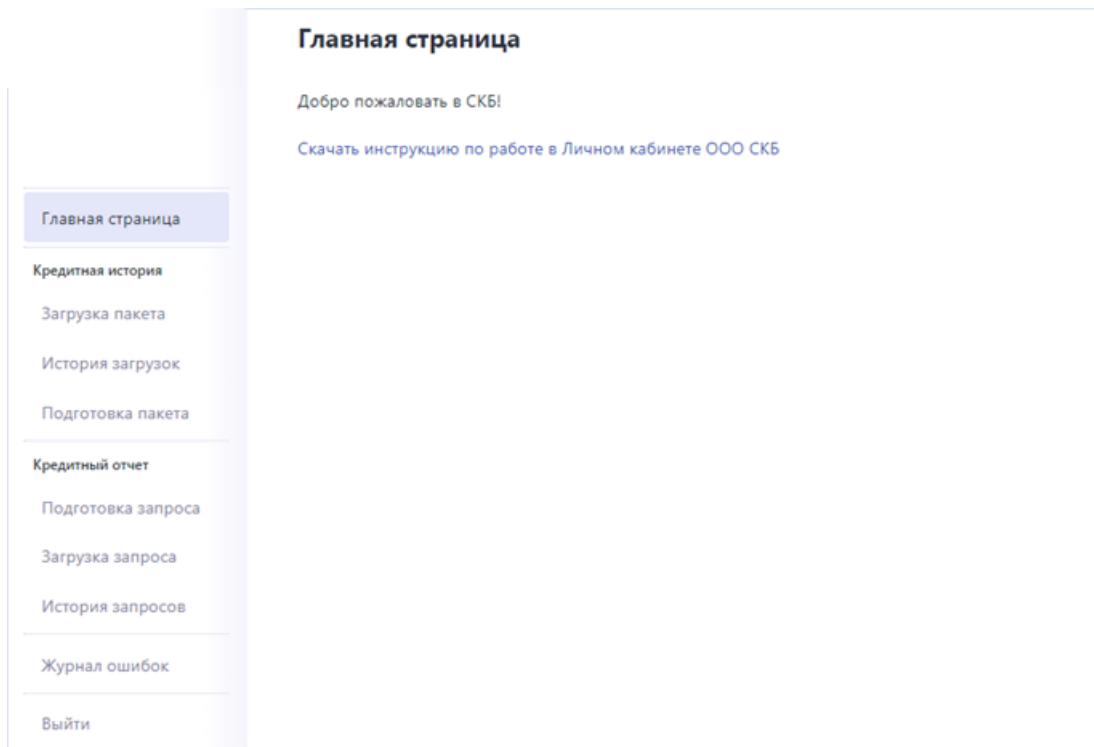 Главная страница
Добро пожаловать в СКБ!
Скачать инструкцию по работе в Личном кабинете ООО СКБ
Главная страница
Кредитная история
Загрузка пакета
История загрузок
Подготовка пакета
Кредитный отчет
Подготовка запроса
Загрузка запроса
История запросов
Журнал ошибок
Выйти